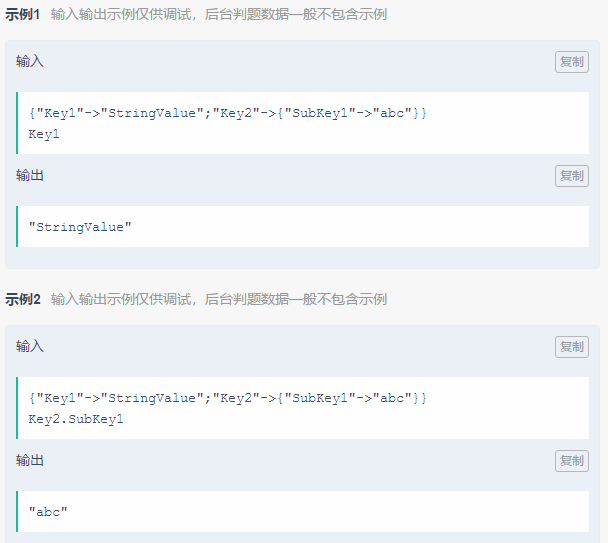 示例1 输入输出示例仅供调试，后台判题数据一般不包含示例
输入
复制
{"Key1"->"StringValue";"Key2"->{"SubKey1"->"abc"}}
Key1
输出
复制
"StringValue"
示例2 输入输出示例仅供调试，后台判题数据一般不包含示例
输入
复制
{"Key1"->"StringValue";"Key2"->{"SubKey1"->"abc"}}
Key2.SubKey1
输出
复制
"abc"